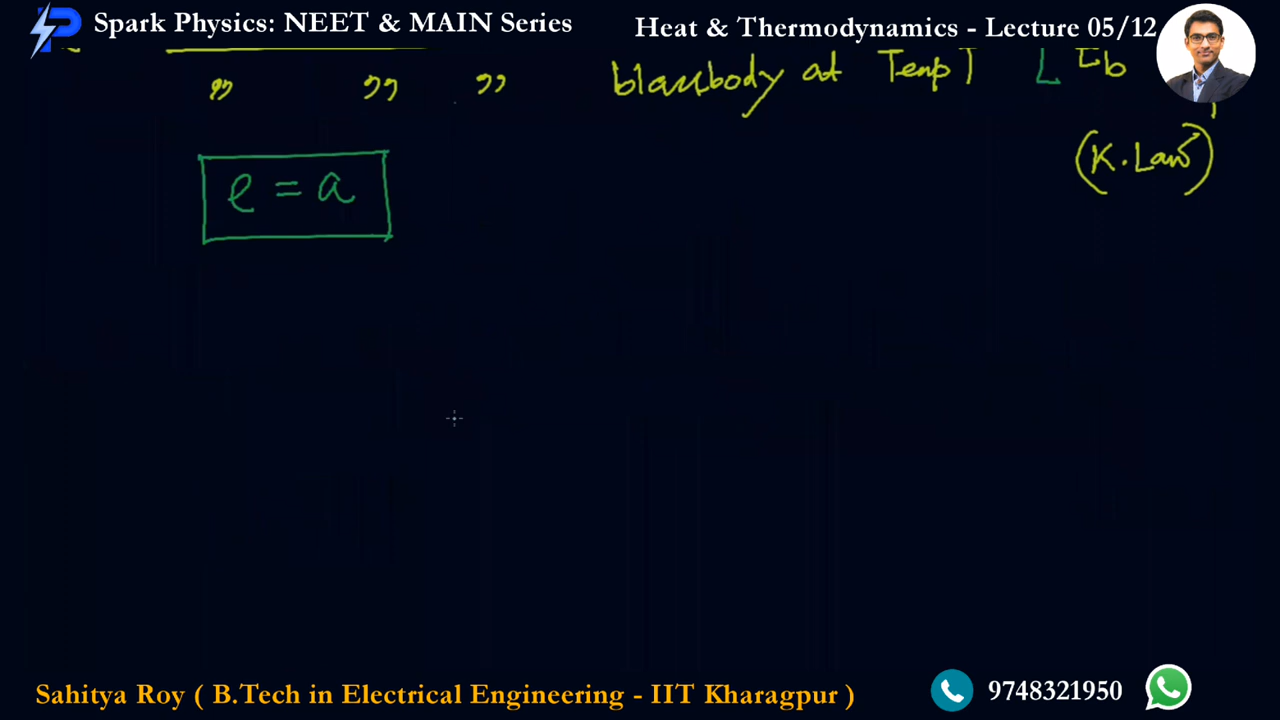 Spark Physics: NEET & MAIN Series
Heat & Thermodynamics - Lecture 05/12
" " " blackbody at Temp T
(K. Law)
e = a
Sahitya Roy ( B.Tech in Electrical Engineering - IIT Kharagpur )
9748321950